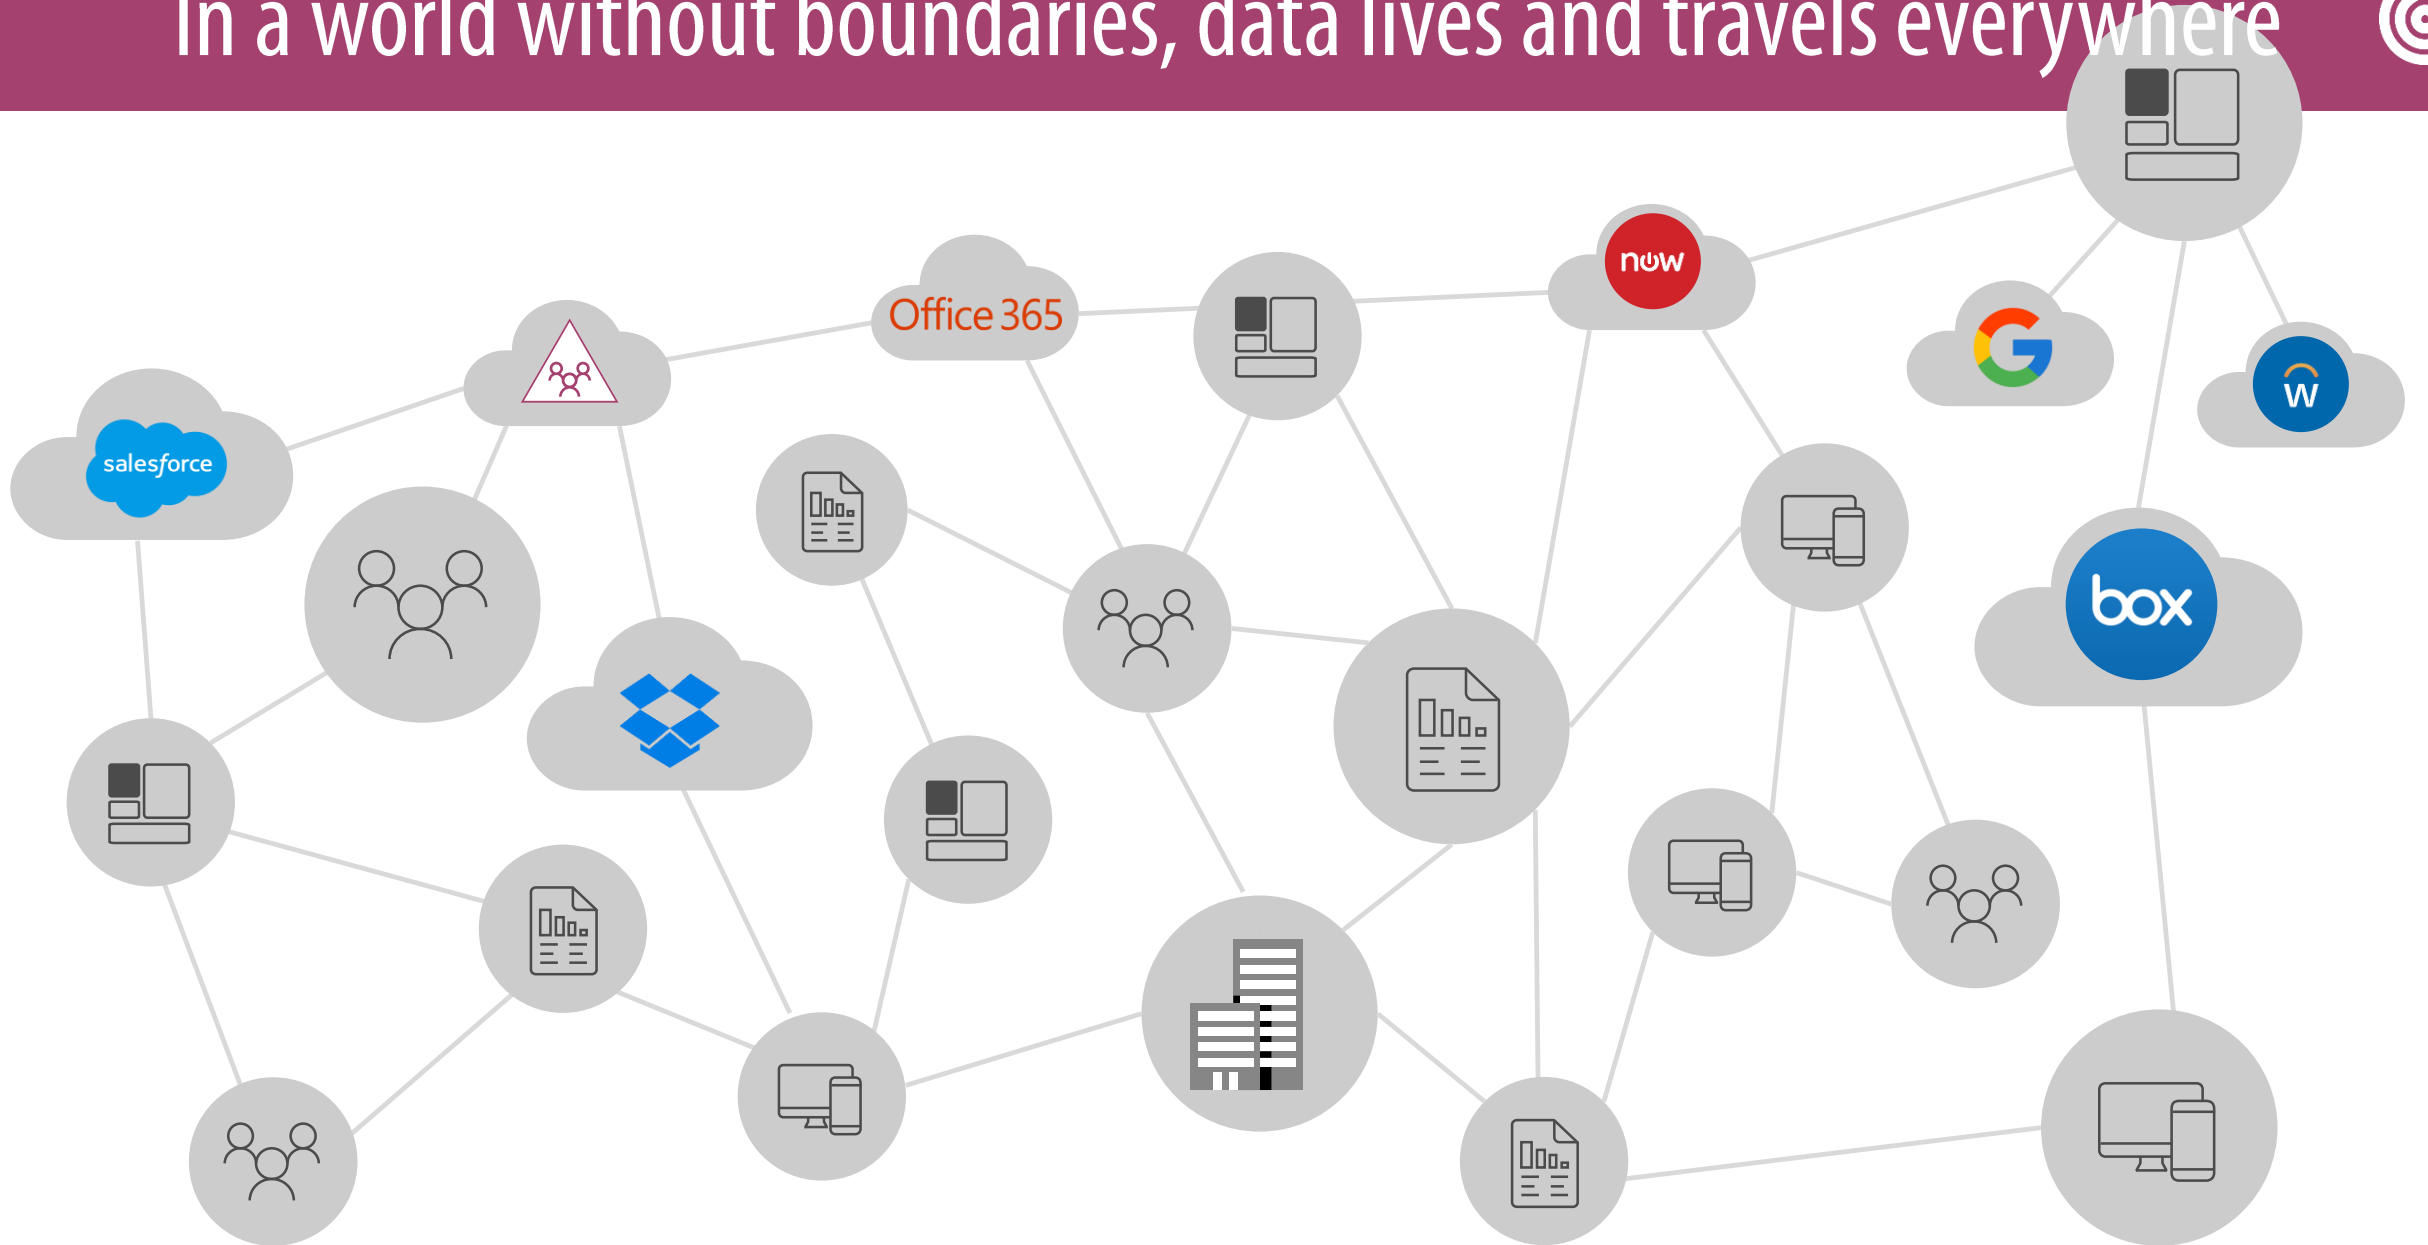 In a world without boundaries, data lives and travels everywhere
now
Office 365
salesforce
w
box